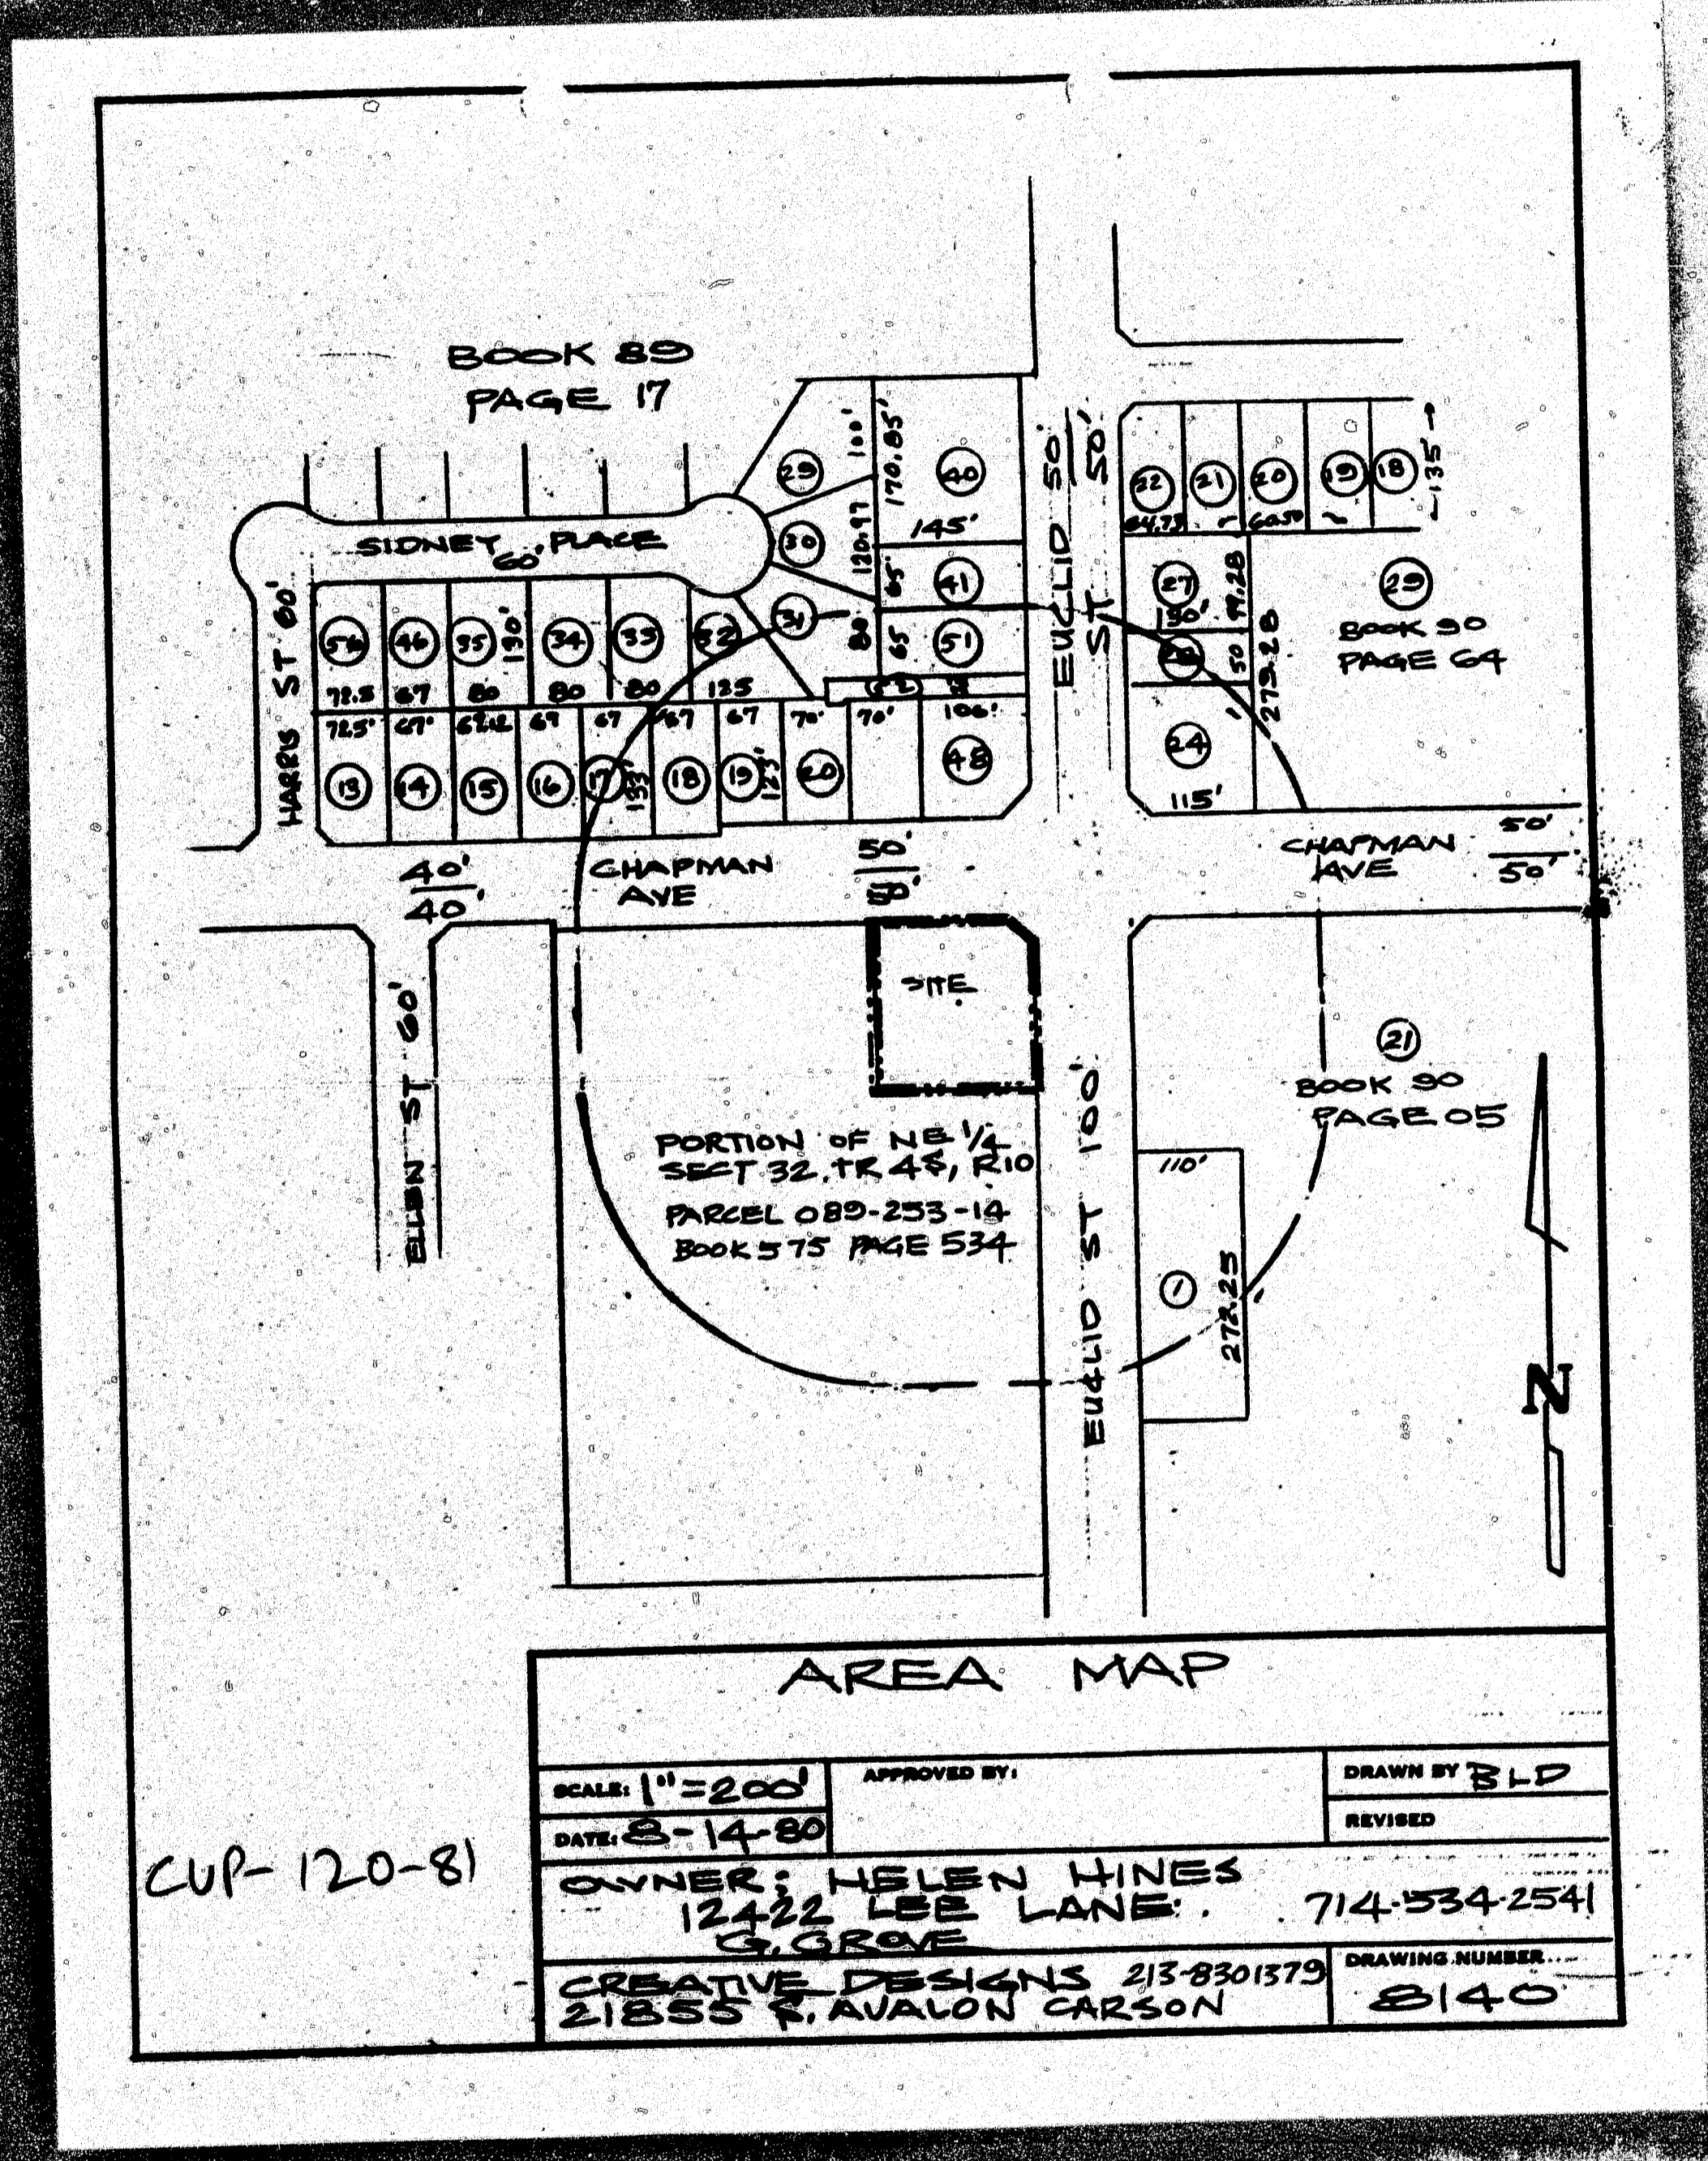 BOOK 89
PAGE 17
100'
170.85'
29
40
EUCLID ST
50'
50'
22
21
20
19
18
135
64.73
60.50
145'
SIDNEY PLACE
60'
30
120.97
65'
41
27
99.28
130'
29
BOOK 90
PAGE 64
HARRIS ST 60'
56
46
35
130'
34
33
32
31
80
65
51
50
279.28
72.5
67
80
80
80
135
72.5'
67'
69
67
67
67
70'
70'
106'
13
14
15
16
17
133'
18
19
123'
20
48
24
115'
40'
40'
CHAPMAN
AVE
50'
50'
CHAPMAN
AVE
50'
50'
SITE
ELLEN ST 60'
21
BOOK 90
PAGE 05
PORTION OF NE 1/4
SECT 32, TR 4S, R10
PARCEL 089-253-14
BOOK 575 PAGE 534
EUCLID ST 100'
110'
1
272.25
N
AREA MAP
SCALE: 1"=200'
APPROVED BY:
DRAWN BY BLD
DATE: 8-14-80
REVISED
CUP-120-81
OWNER: HELEN HINES
12422 LEE LANE. 714-534-2541
G. GROVE
CREATIVE DESIGNS 213-8301379
21855 S. AVALON CARSON
DRAWING NUMBER
8140